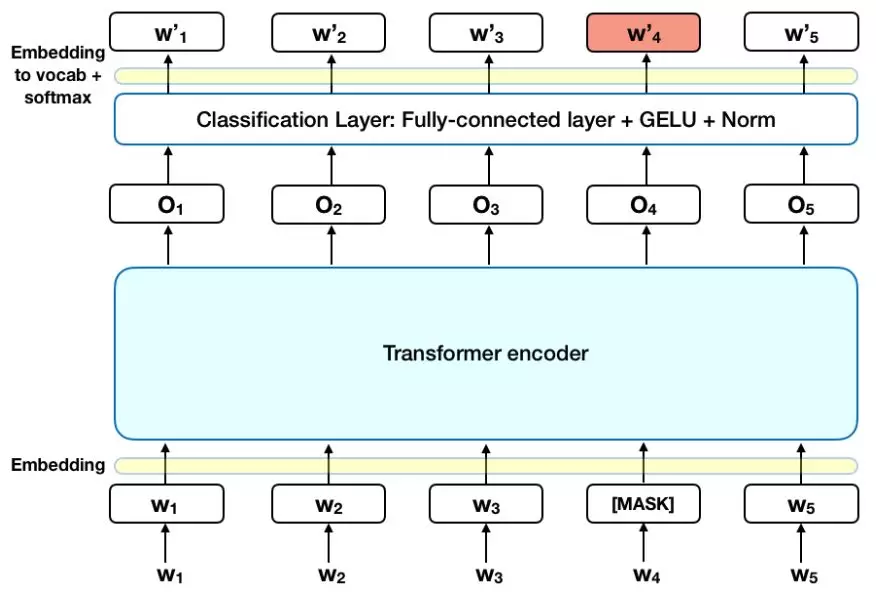 w’₁ w’₂ w’₃ w’₄ w’₅
Embedding
to vocab +
softmax
Classification Layer: Fully-connected layer + GELU + Norm
O₁ O₂ O₃ O₄ O₅
Transformer encoder
Embedding
w₁ w₂ w₃ [MASK] w₅
w₁ w₂ w₃ w₄ w₅